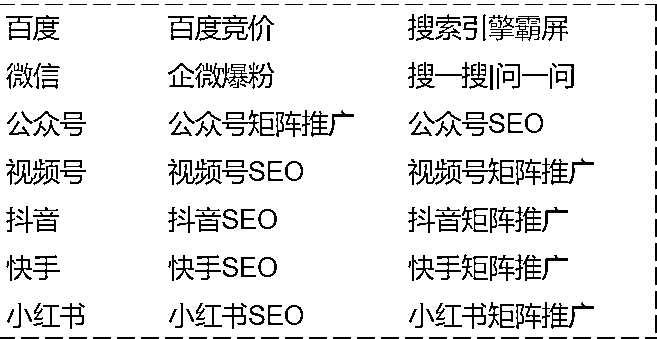 百度 百度竞价 搜索引擎霸屏
微信 企微爆粉 搜一搜|问一问
公众号 公众号矩阵推广 公众号SEO
视频号 视频号SEO 视频号矩阵推广
抖音 抖音SEO 抖音矩阵推广
快手 快手SEO 快手矩阵推广
小红书 小红书SEO 小红书矩阵推广